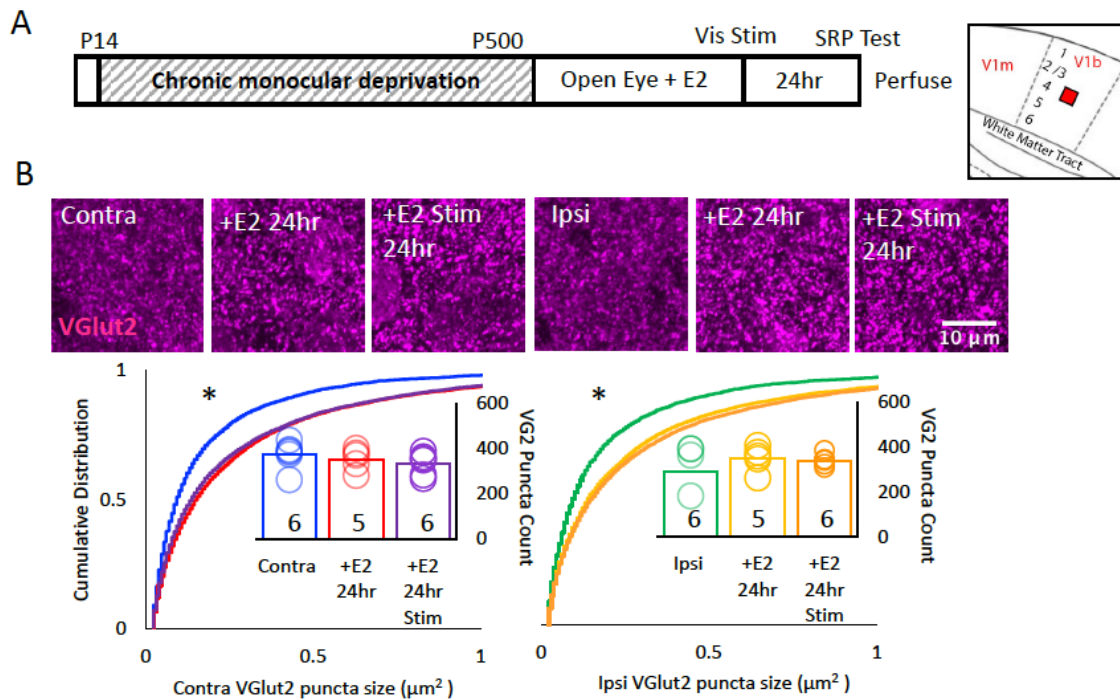 A
P14 P500 Vis Stim SRP Test
Chronic monocular deprivation Open Eye + E2 24hr Perfuse
V1m V1b
1
2/3
4
5
6
White Matter Tract
B
Contra
+E2 24hr
+E2 Stim
24hr
Ipsi
+E2 24hr
+E2 Stim
24hr
VGlut2
10 µm
Cumulative Distribution
1
0.5
0
*
600
400
200
0
VG2 Puncta Count
6 5 6
Contra +E2 24hr +E2 24hr Stim
0 0.5 1
Contra VGlut2 puncta size (µm²)
*
600
400
200
0
VG2 Puncta Count
6 5 6
Ipsi +E2 24hr +E2 24hr Stim
0 0.5 1
Ipsi VGlut2 puncta size (µm²)